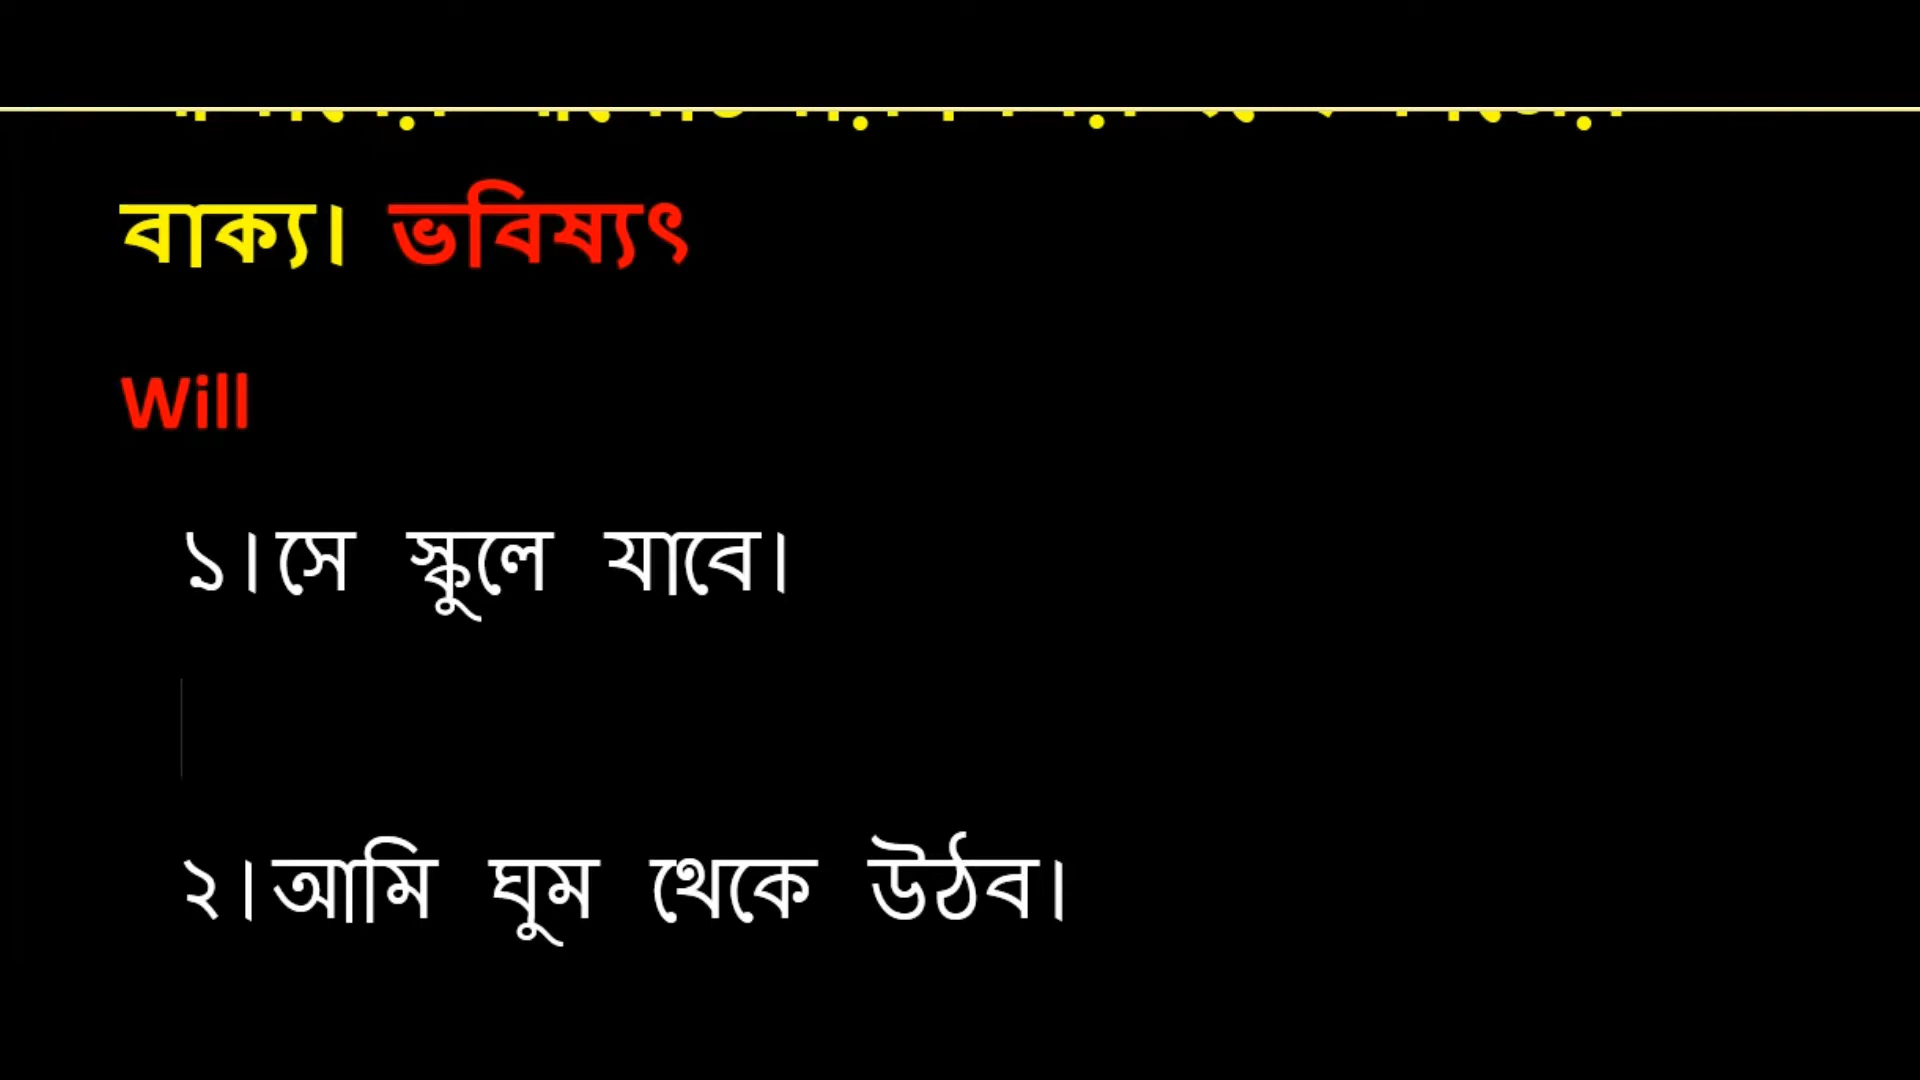 বাক্য। ভবিষ্যৎ
Will
১। সে স্কুলে যাবে।
২। আমি ঘুম থেকে উঠব।